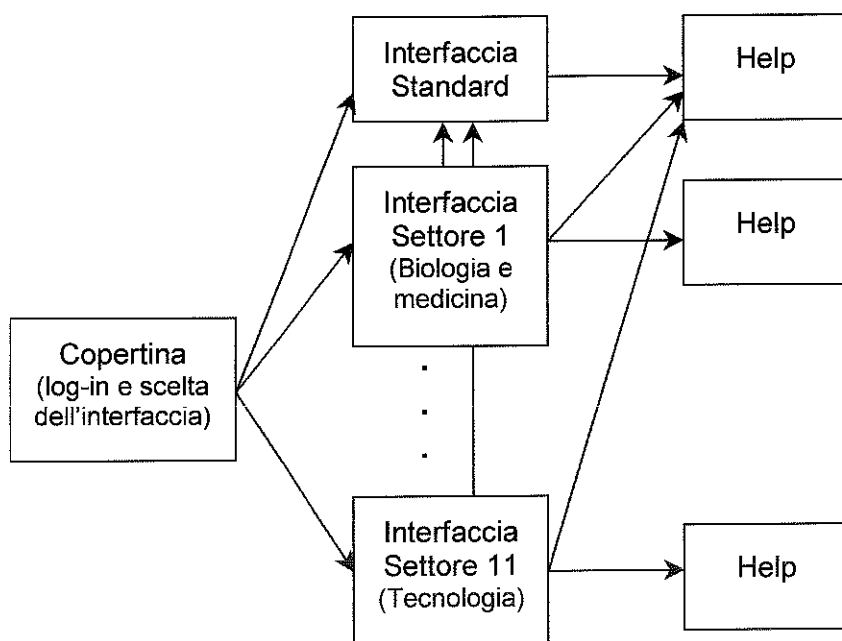 Interfaccia
Standard
Help
Interfaccia
Settore 1
(Biologia e
medicina)
Help
Copertina
(log-in e scelta
dell'interfaccia)
.
.
.
Interfaccia
Settore 11
(Tecnologia)
Help